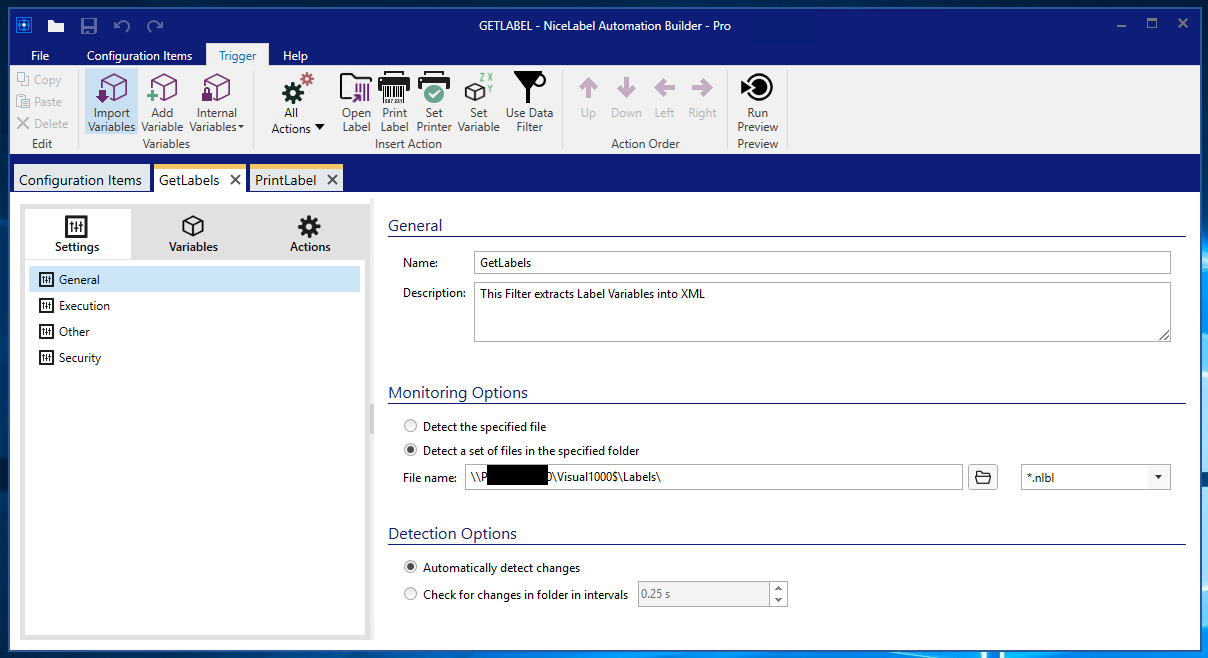 GETLABEL - NiceLabel Automation Builder - Pro
File Configuration Items Trigger Help
Copy
Paste
Delete
Edit
Import Variables
Add Variable
Internal Variables
Variables
All Actions
Open Label
Print Label
Set Printer
Set Variable
Use Data Filter
Insert Action
Up Down Left Right
Action Order
Run Preview
Preview
Configuration Items GetLabels PrintLabel
Settings Variables Actions
General
Execution
Other
Security
General
Name: GetLabels
Description: This Filter extracts Label Variables into XML
Monitoring Options
Detect the specified file
Detect a set of files in the specified folder
File name: \\P 0\Visual1000$\Labels\ *.nlbl
Detection Options
Automatically detect changes
Check for changes in folder in intervals 0.25 s